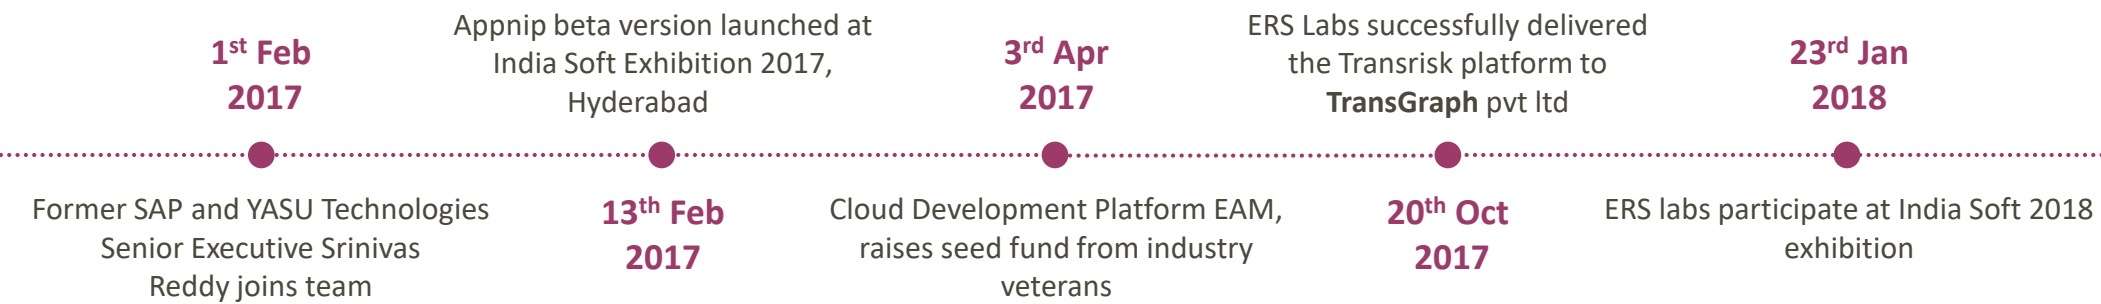 1st Feb
2017
Former SAP and YASU Technologies
Senior Executive Srinivas
Reddy joins team
Appnip beta version launched at
India Soft Exhibition 2017,
Hyderabad
13th Feb
2017
3rd Apr
2017
Cloud Development Platform EAM,
raises seed fund from industry
veterans
ERS Labs successfully delivered
the Transrisk platform to
TransGraph pvt ltd
20th Oct
2017
23rd Jan
2018
ERS labs participate at India Soft 2018
exhibition